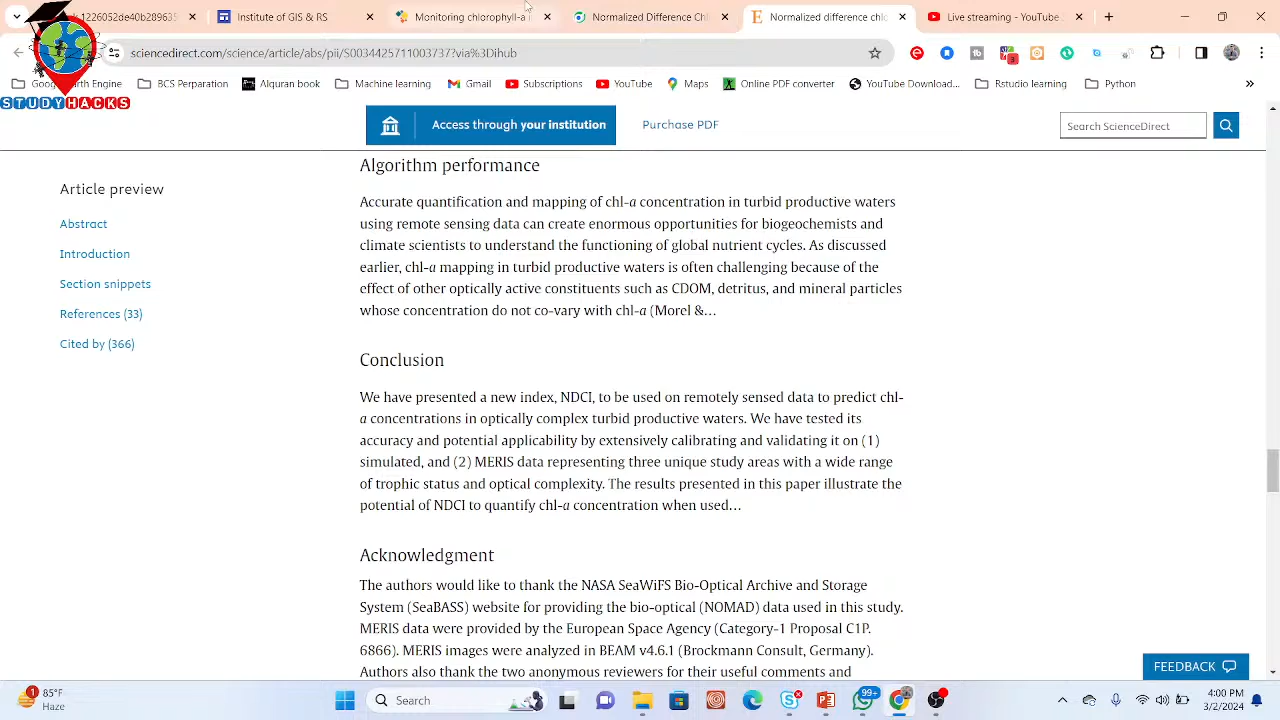 1_1260526e40b289635
Institute of GIS & RS
Monitoring chlorophyll-a
Normalized Difference Chl
Normalized difference chlo
Live streaming - YouTube
sciencedirect.com/science/article/abs/pii/S0034425711003737?via%3Dihub
Google Earth Engine
BCS Perparation
Alquran book
Machine learning
Gmail
Subscriptions
YouTube
Maps
Online PDF converter
YouTube Download...
Rstudio learning
Python
STUDYHACKS
Access through your institution
Purchase PDF
Search ScienceDirect
Article preview
Abstract
Introduction
Section snippets
References (33)
Cited by (366)
Algorithm performance
Accurate quantification and mapping of chl-a concentration in turbid productive waters
using remote sensing data can create enormous opportunities for biogeochemists and
climate scientists to understand the functioning of global nutrient cycles. As discussed
earlier, chl-a mapping in turbid productive waters is often challenging because of the
effect of other optically active constituents such as CDOM, detritus, and mineral particles
whose concentration do not co-vary with chl-a (Morel &…
Conclusion
We have presented a new index, NDCI, to be used on remotely sensed data to predict chl-
a concentrations in optically complex turbid productive waters. We have tested its
accuracy and potential applicability by extensively calibrating and validating it on (1)
simulated, and (2) MERIS data representing three unique study areas with a wide range
of trophic status and optical complexity. The results presented in this paper illustrate the
potential of NDCI to quantify chl-a concentration when used…
Acknowledgment
The authors would like to thank the NASA SeaWiFS Bio-Optical Archive and Storage
System (SeaBASS) website for providing the bio-optical (NOMAD) data used in this study.
MERIS data were provided by the European Space Agency (Category-1 Proposal C1P.
6866). MERIS images were analyzed in BEAM v4.6.1 (Brockmann Consult, Germany).
Authors also thank the two anonymous reviewers for their useful comments and
FEEDBACK
1
85°F
Haze
Search
99+
4:00 PM
3/2/2024